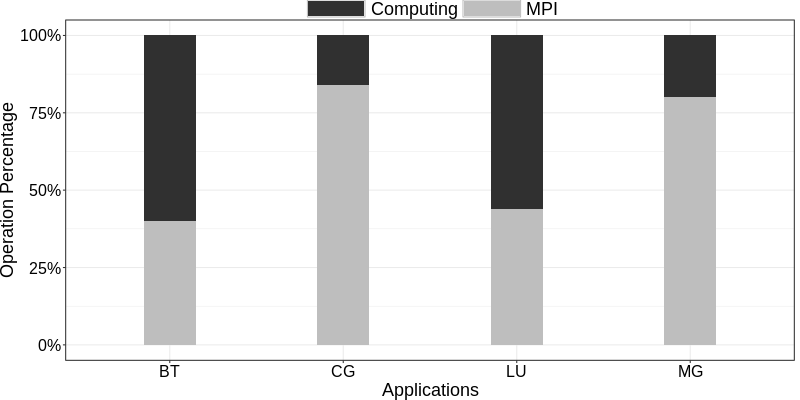 Computing MPI
Operation Percentage
100%
75%
50%
25%
0%
BT CG LU MG
Applications